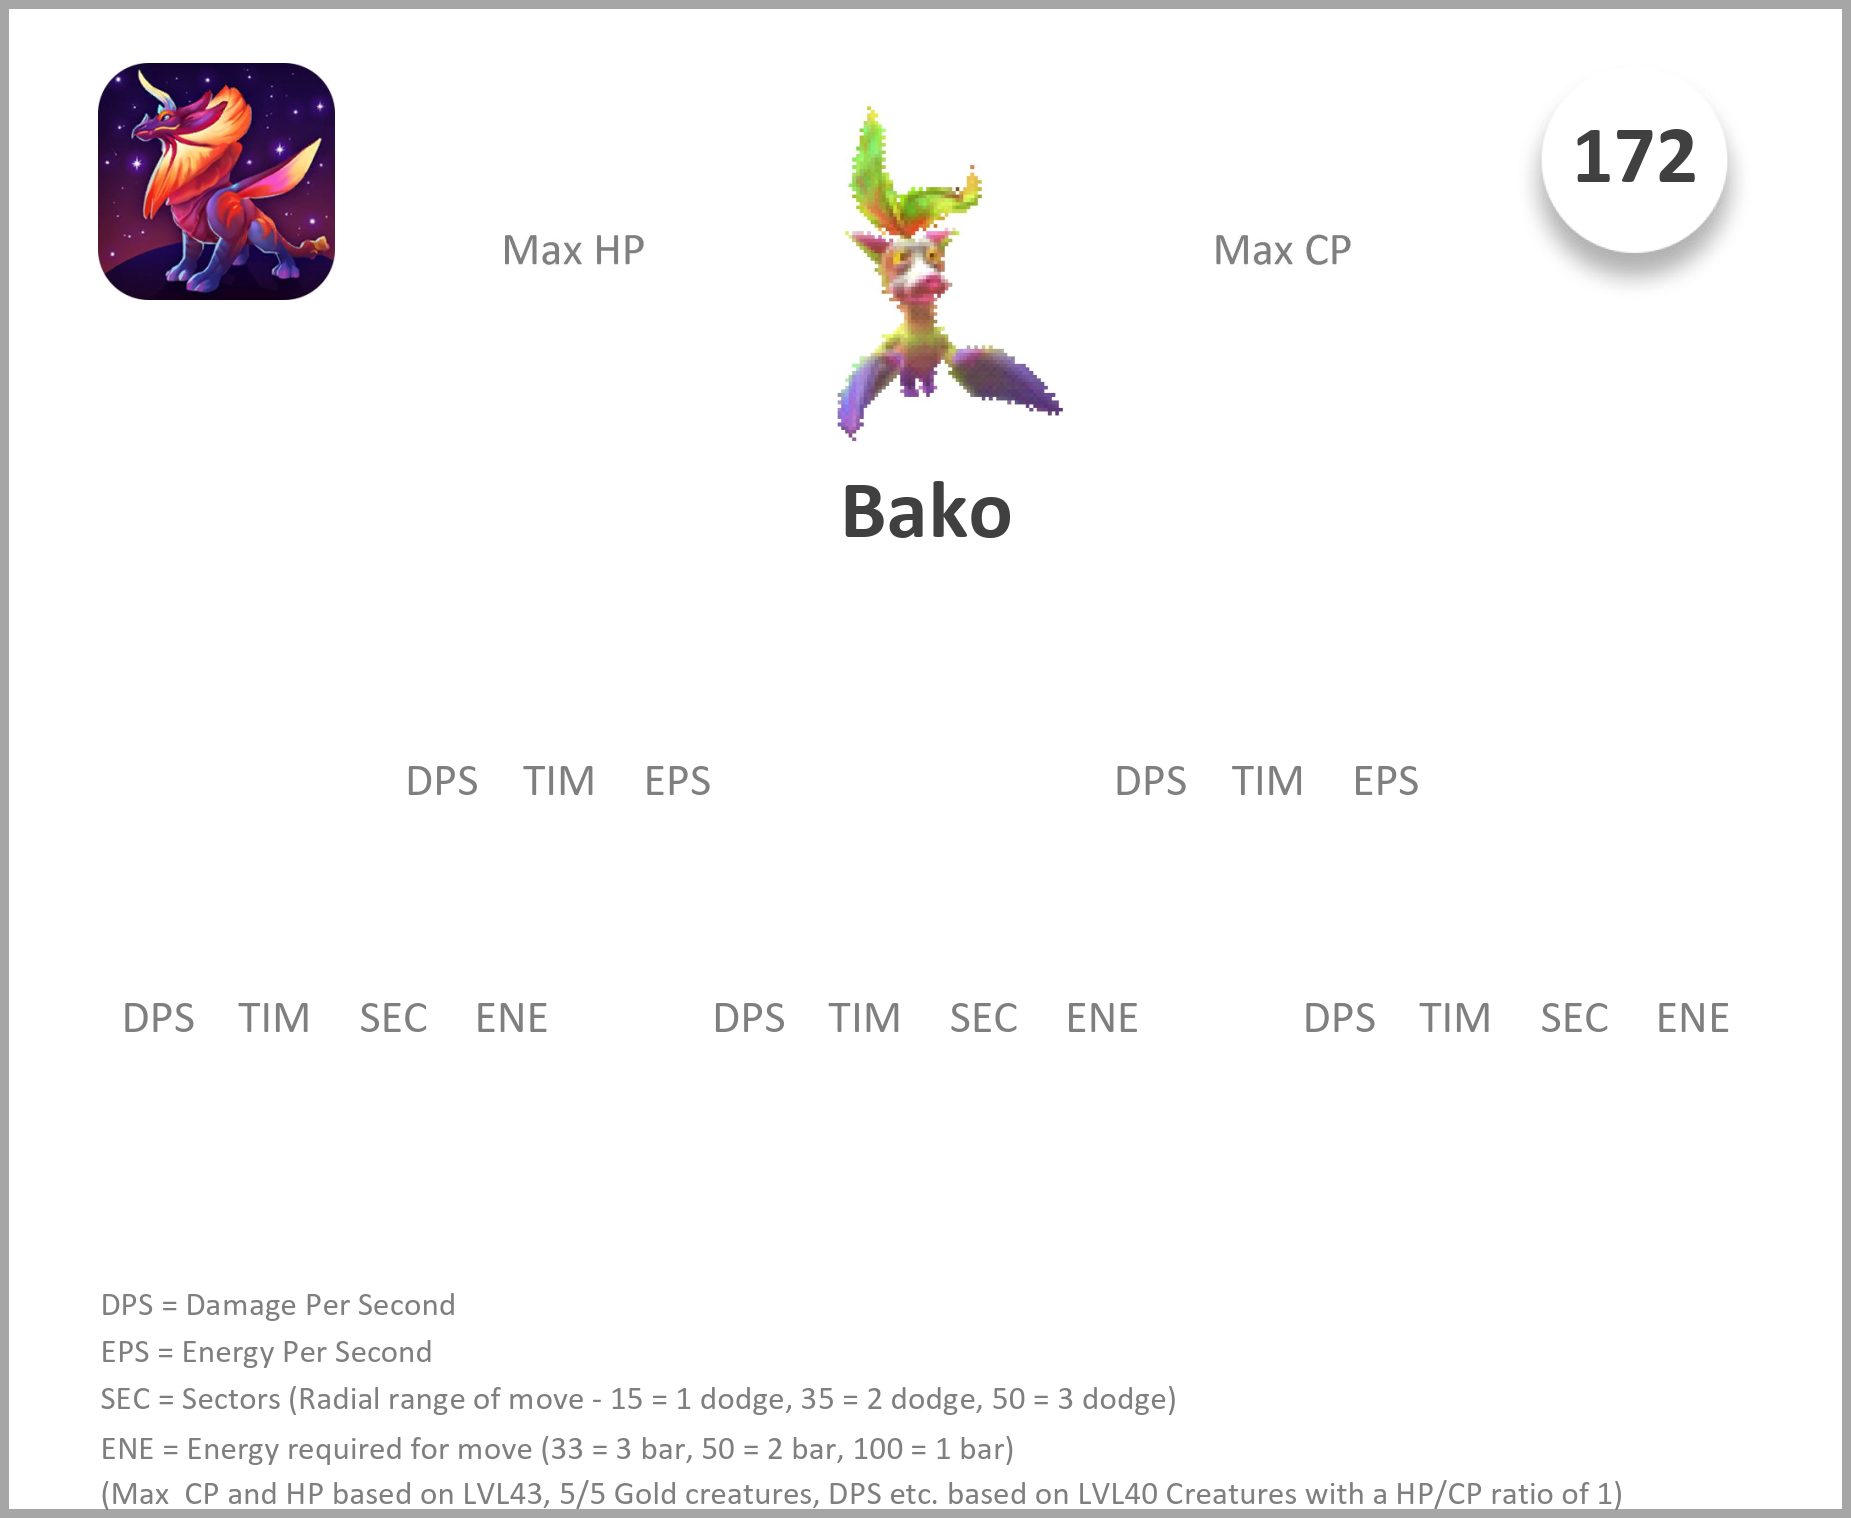 172
Max HP
Max CP
Bako
DPS TIM EPS
DPS TIM EPS
DPS TIM SEC ENE
DPS TIM SEC ENE
DPS TIM SEC ENE
DPS = Damage Per Second
EPS = Energy Per Second
SEC = Sectors (Radial range of move - 15 = 1 dodge, 35 = 2 dodge, 50 = 3 dodge)
ENE = Energy required for move (33 = 3 bar, 50 = 2 bar, 100 = 1 bar)
(Max  CP and HP based on LVL43, 5/5 Gold creatures, DPS etc. based on LVL40 Creatures with a HP/CP ratio of 1)